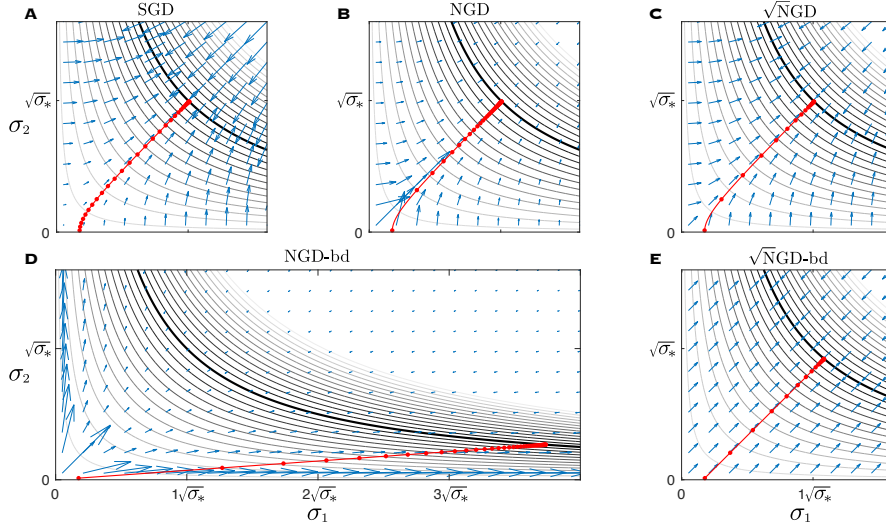 A SGD
B NGD
C √NGD
√σ*
σ2
0
√σ*
0
√σ*
0
D NGD-bd
E √NGD-bd
√σ*
σ2
0
√σ*
0
0 1√σ* 2√σ* 3√σ*
σ1
0 1√σ*
σ1